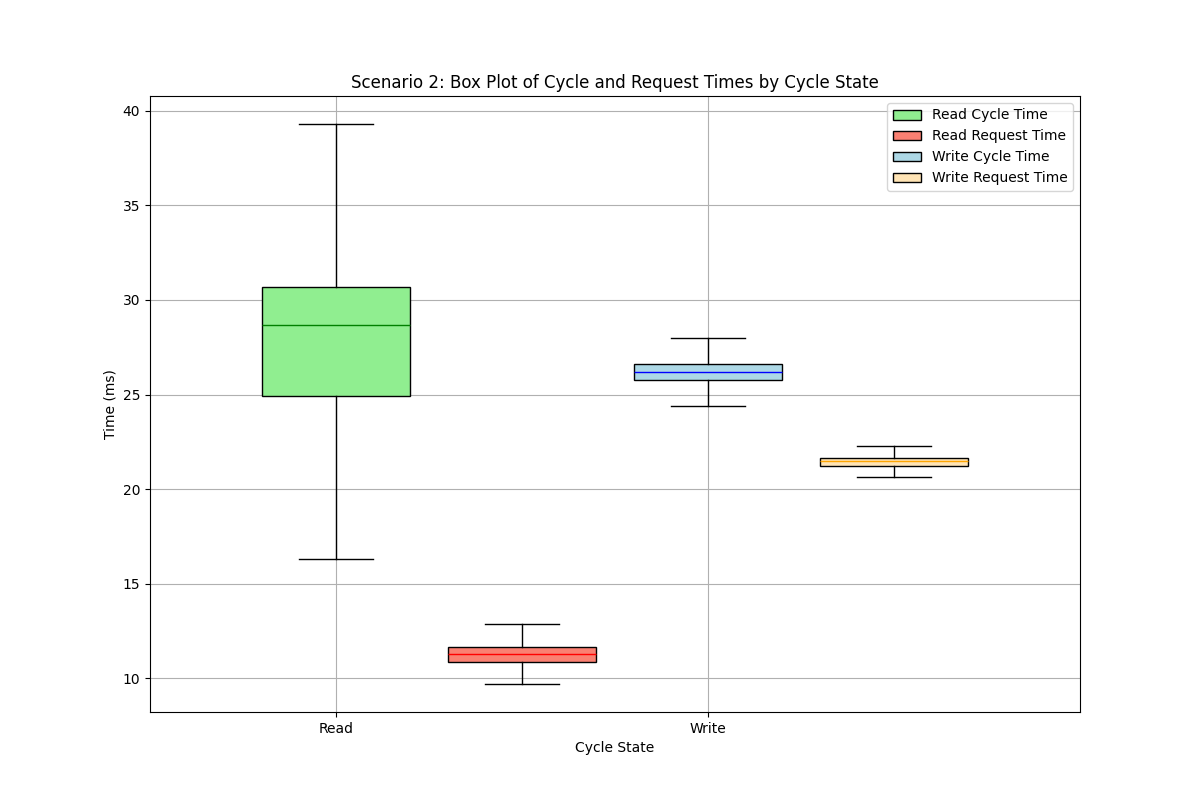 Scenario 2: Box Plot of Cycle and Request Times by Cycle State
Read Cycle Time
Read Request Time
Write Cycle Time
Write Request Time
Time (ms)
40
35
30
25
20
15
10
Read
Write
Cycle State